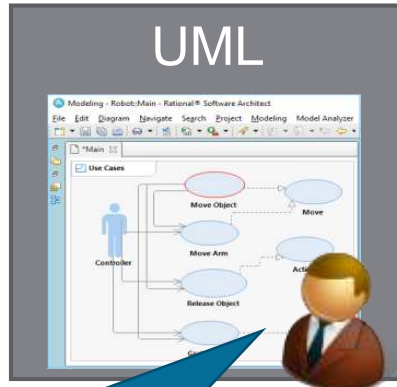 UML
Modeling - Robot::Main - Rational® Software Architect
File Edit Diagram Navigate Search Project Modeling Model Analyzer
*Main
Use Cases
Move Object
Move
Move Arm
Controller
Release Object